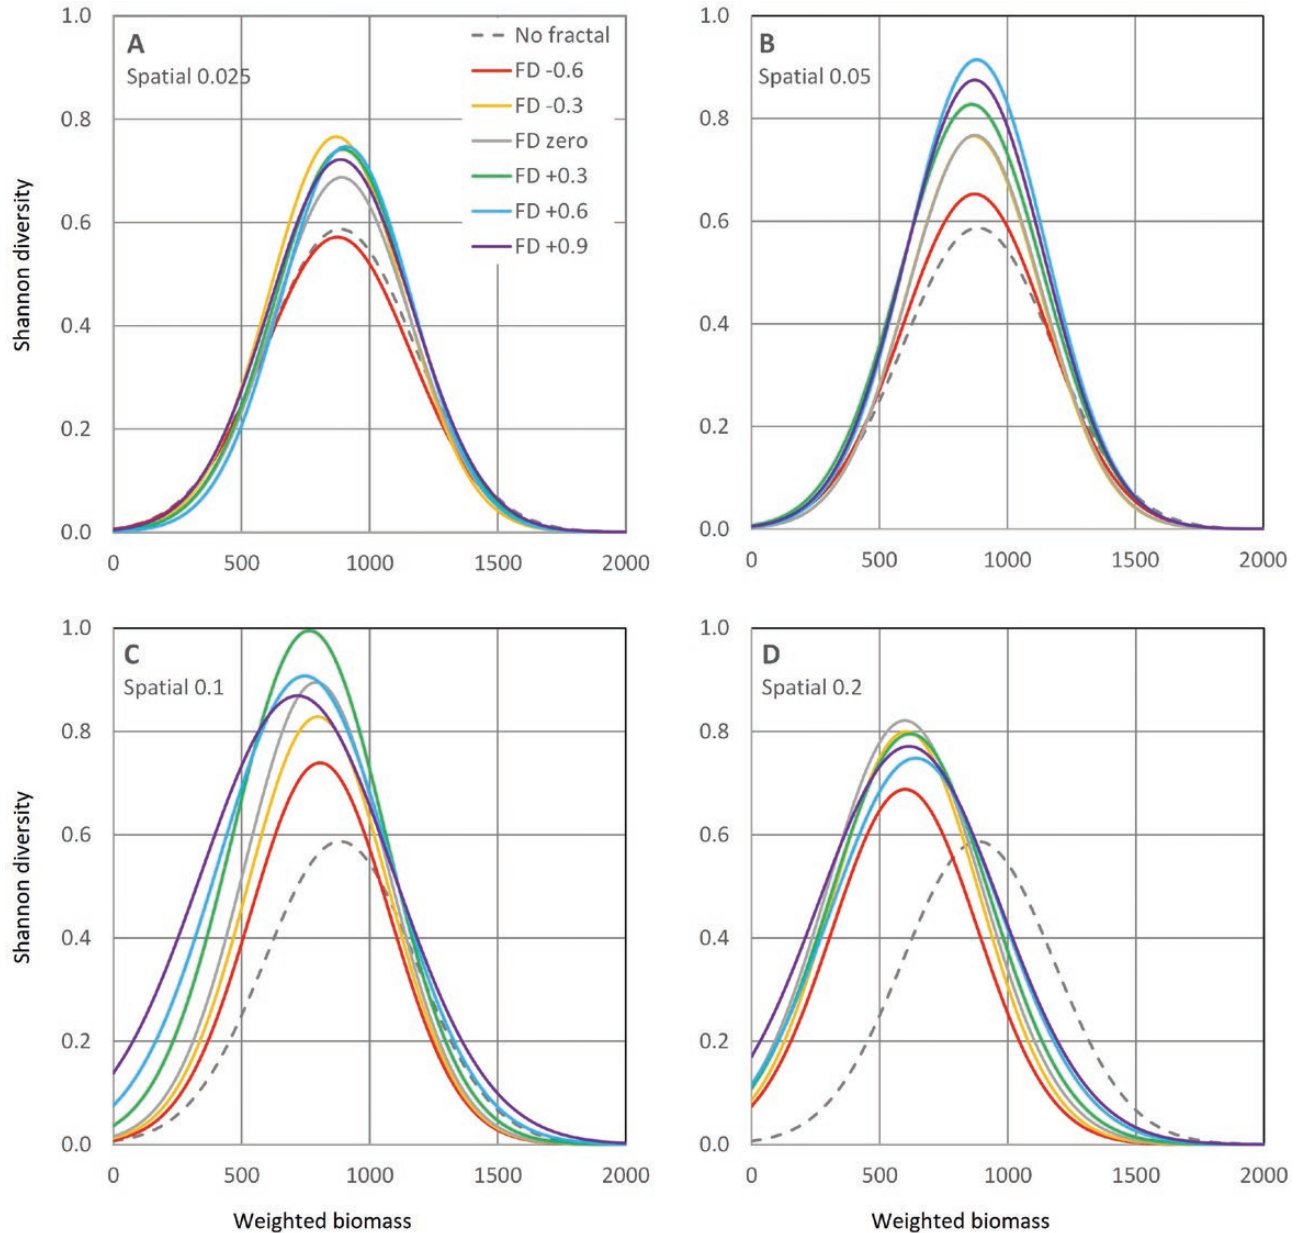 A
Spatial 0.025
No fractal
FD -0.6
FD -0.3
FD zero
FD +0.3
FD +0.6
FD +0.9
Shannon diversity
1.0
0.8
0.6
0.4
0.2
0.0
0 500 1000 1500 2000
B
Spatial 0.05
1.0
0.8
0.6
0.4
0.2
0.0
0 500 1000 1500 2000
C
Spatial 0.1
Shannon diversity
1.0
0.8
0.6
0.4
0.2
0.0
0 500 1000 1500 2000
Weighted biomass
D
Spatial 0.2
1.0
0.8
0.6
0.4
0.2
0.0
0 500 1000 1500 2000
Weighted biomass